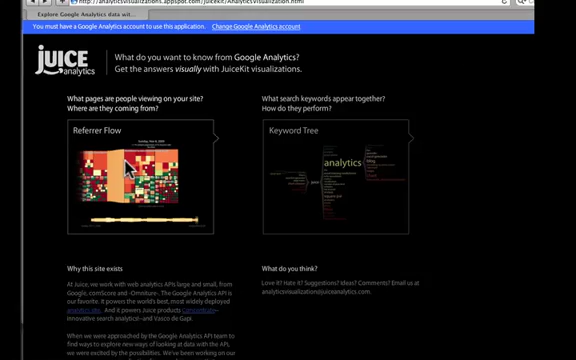 http://analyticsvisualizations.appspot.com/juicekit/AnalyticsVisualization.html
Explore Google Analytics data wit...
You must have a Google Analytics account to use this application. Change Google Analytics account
juice analytics
What do you want to know from Google Analytics?
Get the answers visually with JuiceKit visualizations.
What pages are people viewing on your site?
Where are they coming from?
What search keywords appear together?
How do they perform?
Referrer Flow
Keyword Tree
analytics
Why this site exists
At Juice, we work with web analytics APIs large and small, from
Google, comScore and -Omniture-. The Google Analytics API is
our favorite. It powers the world's best, most widely deployed
analytics site. And it powers Juice products Concentrate-
innovative search analytics-and Vasco de Gapi.
When we were approached by the Google Analytics API team to
find ways to explore new ways of looking at data with the API,
we were excited by the possibilities. We've been working on our
What do you think?
Love it? Hate it? Suggestions? Ideas? Comments? Email us at
analyticsvisualization@juiceanalytics.com.